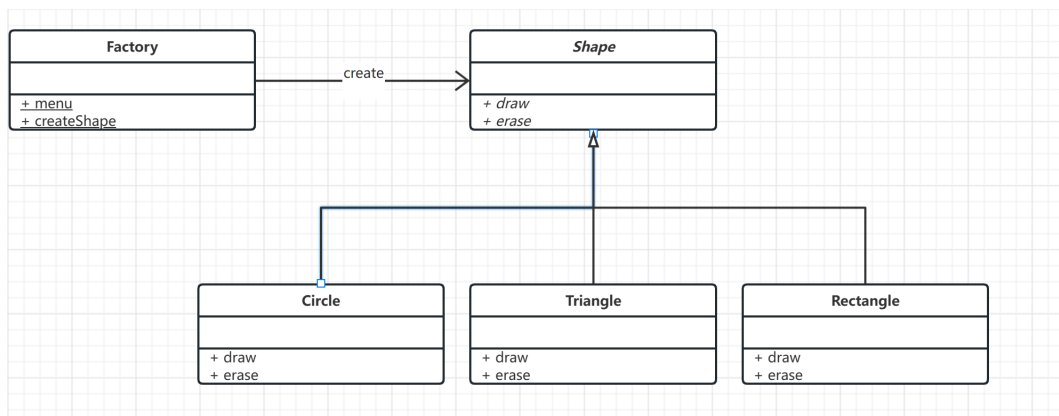 Factory
+ menu
+ createShape
create
Shape
+ draw
+ erase
Circle
+ draw
+ erase
Triangle
+ draw
+ erase
Rectangle
+ draw
+ erase